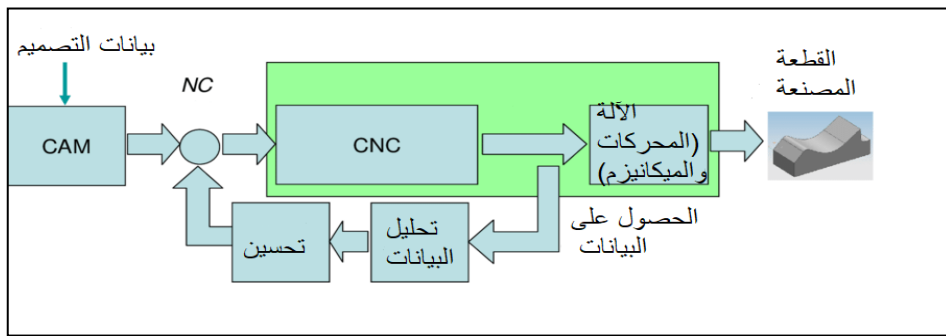 بيانات التصميم
NC
القطعة
المصنعة
CAM
CNC
الآلة
(المحركات
والميكانيزم)
الحصول على
البيانات
تحليل
البيانات
تحسين